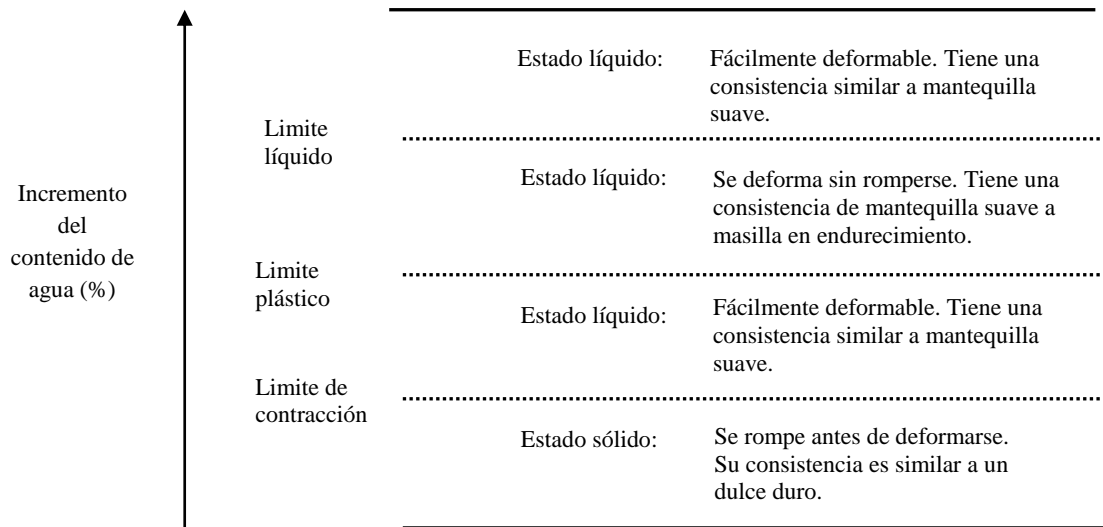 Estado líquido:
Fácilmente deformable. Tiene una
consistencia similar a mantequilla
suave.
Limite
líquido
Estado líquido:
Se deforma sin romperse. Tiene una
consistencia de mantequilla suave a
masilla en endurecimiento.
Incremento
del
contenido de
agua (%)
Limite
plástico
Estado líquido:
Fácilmente deformable. Tiene una
consistencia similar a mantequilla
suave.
Limite de
contracción
Estado sólido:
Se rompe antes de deformarse.
Su consistencia es similar a un
dulce duro.